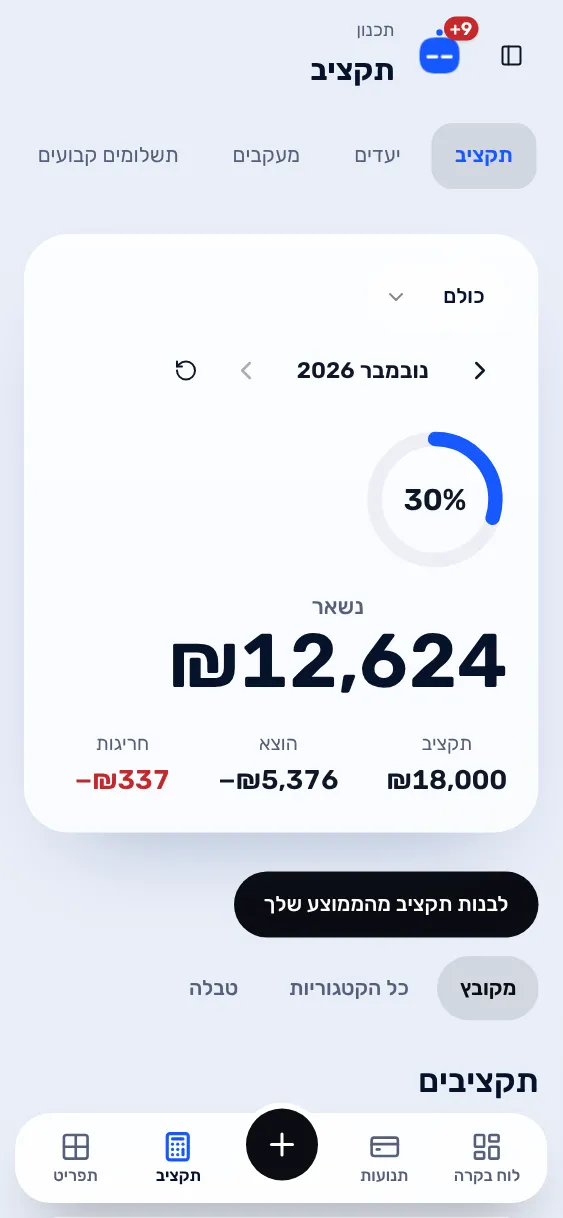 תכנון
תקציב
+9
תקציב יעדים מעקבים תשלומים קבועים
כולם
נובמבר 2026
30%
נשאר
₪12,624
תקציב הוצא חריגות
₪18,000 −₪5,376 −₪337
לבנות תקציב מהממוצע שלך
מקובץ כל הקטגוריות טבלה
תקציבים
לוח בקרה תנועות תקציב תפריט